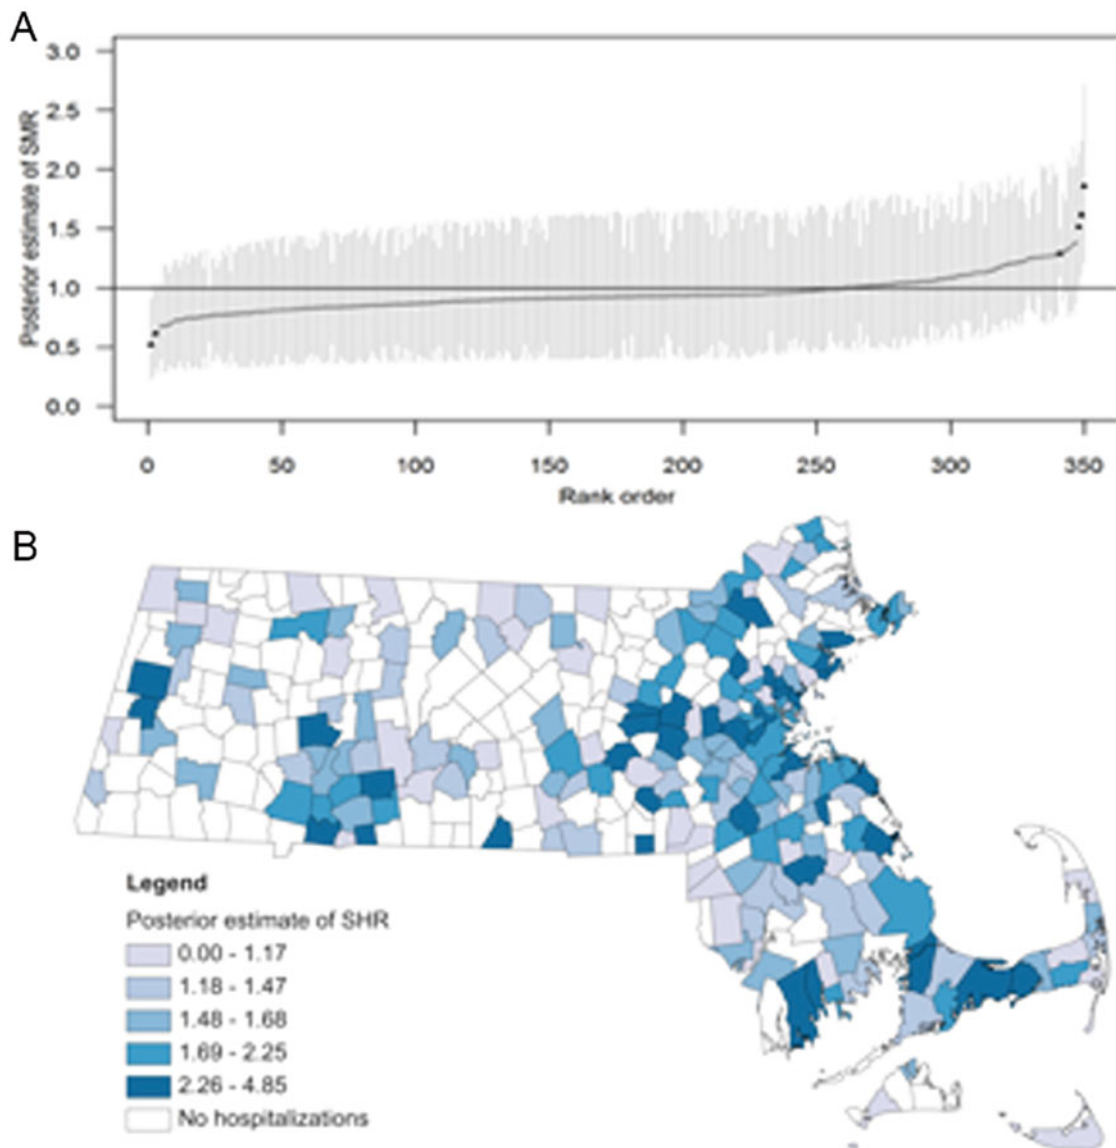 A
3.0
2.5
2.0
1.5
1.0
0.5
0.0
Posterior estimate of SMR
0 50 100 150 200 250 300 350
Rank order
B
Legend
Posterior estimate of SHR
0.00 - 1.17
1.18 - 1.47
1.48 - 1.68
1.69 - 2.25
2.26 - 4.85
No hospitalizations